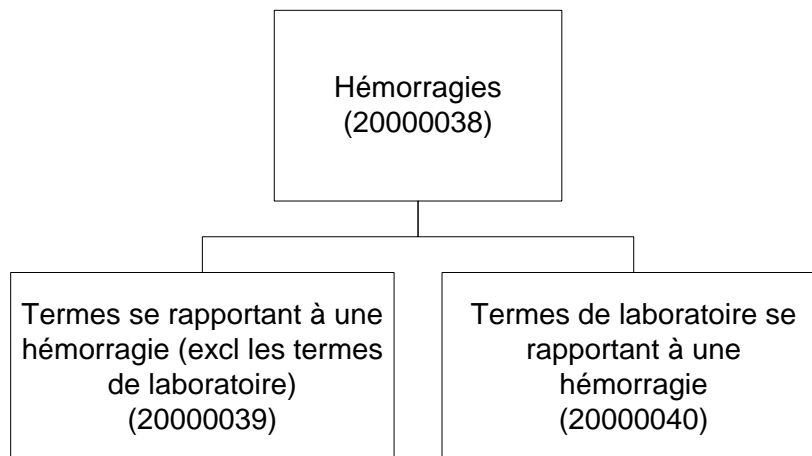 Hémorragies
(20000038)
Termes se rapportant à une
hémorragie (excl les termes
de laboratoire)
(20000039)
Termes de laboratoire se
rapportant à une
hémorragie
(20000040)